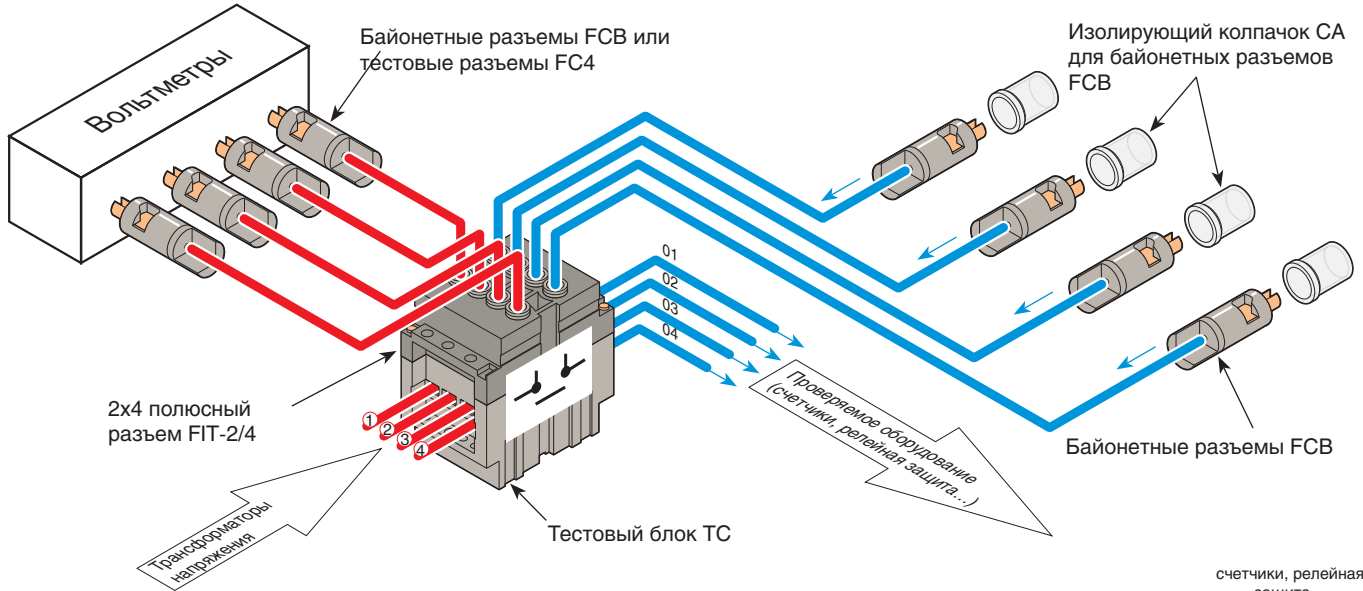 Вольтметры
Байонетные разъемы FCB или
тестовые разъемы FC4
Изолирующий колпачок CA
для байонетных разъемов
FCB
01
02
03
04
1
2
3
4
2x4 полюсный
разъем FIT-2/4
Трансформаторы
напряжения
Тестовый блок TC
Проверяемое оборудование
(счетчики, релейная защита...)
Байонетные разъемы FCB
счетчики, релейная
защита